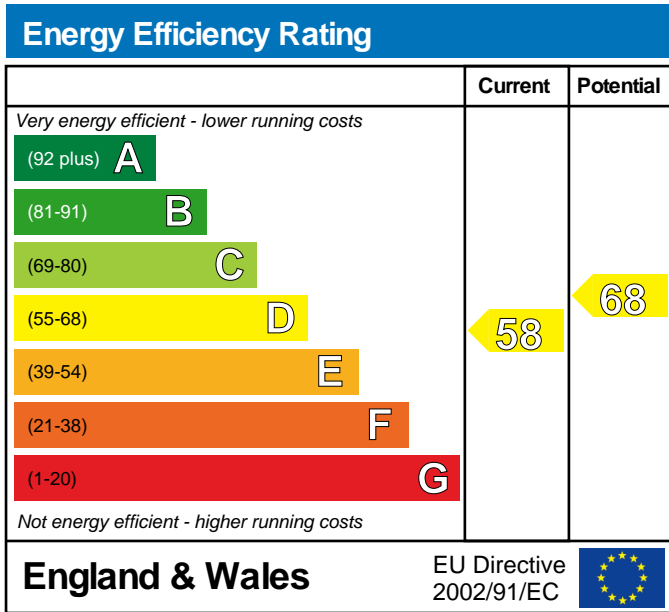 Energy Efficiency Rating
Current Potential
Very energy efficient - lower running costs
(92 plus) A
(81-91) B
(69-80) C
(55-68) D
(39-54) E
(21-38) F
(1-20) G
58
68
Not energy efficient - higher running costs
England & Wales
EU Directive
2002/91/EC